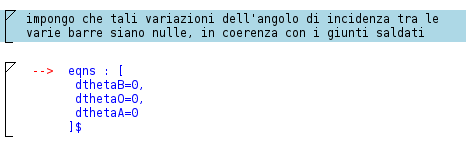 impongo che tali variazioni dell'angolo di incidenza tra le
varie barre siano nulle, in coerenza con i giunti saldati
--> eqns : [
dthetaB=0,
dthetaO=0,
dthetaA=0
]$